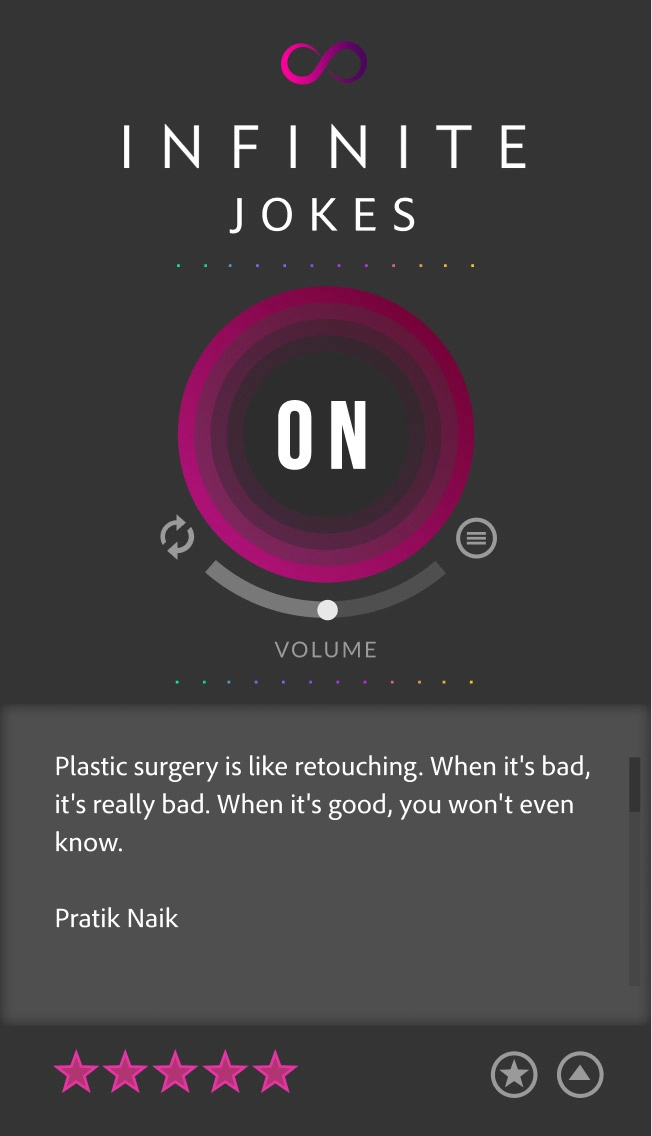 INFINITE
JOKES
ON
VOLUME
Plastic surgery is like retouching. When it's bad,
it's really bad. When it's good, you won't even
know.
Pratik Naik